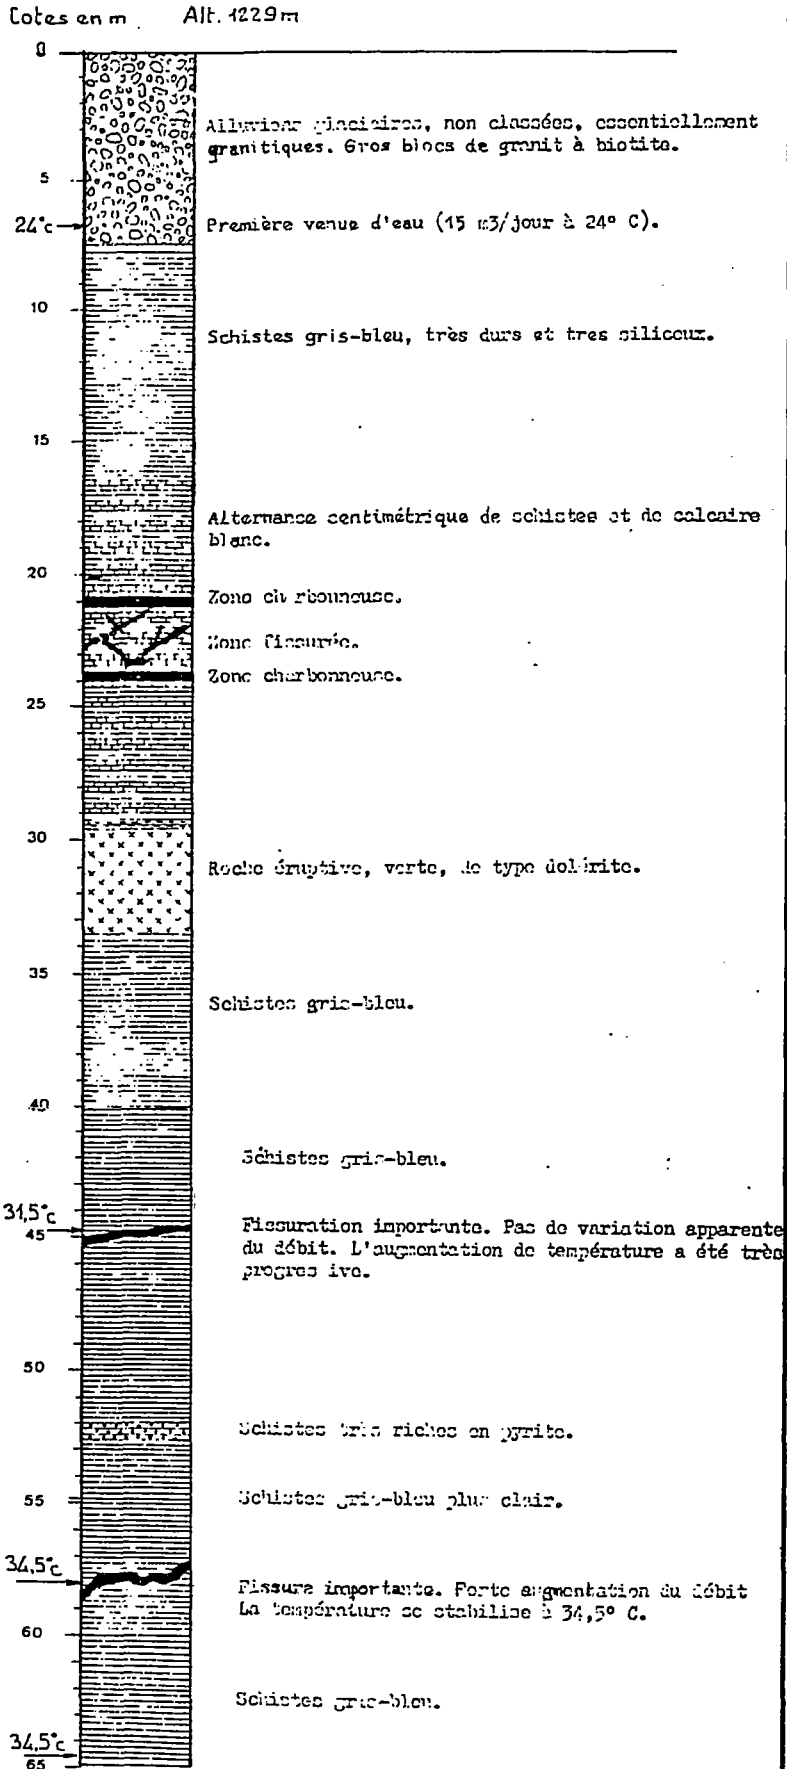 Cotes en m Alt. 1229 m
0
Alluvions glaciaires, non classées, essentiellement
granitiques. Gros blocs de granit à biotite.
5
24°c
Première venue d'eau (15 m3/jour à 24° C).
10
Schistes gris-bleu, très durs et tres siliceux.
15
Alternance centimétrique de schistes et de calcaire
blanc.
20
Zone ch rbonneuse.
Zone fissurée.
Zone charbonneuse.
25
30
Roche éruptive, verte, de type dolérite.
35
Schistes gris-bleu.
40
Schistes gris-bleu.
31,5°c
45
Fissuration importante. Pas de variation apparente
du débit. L'augmentation de température a été très
progres ive.
50
Schistes très riches en pyrite.
55
Schistes gris-bleu plus clair.
34,5°c
Fissure importante. Forte augmentation du débit
La température se stabilise à 34,5° C.
60
Schistes gris-bleu.
34,5°c
65